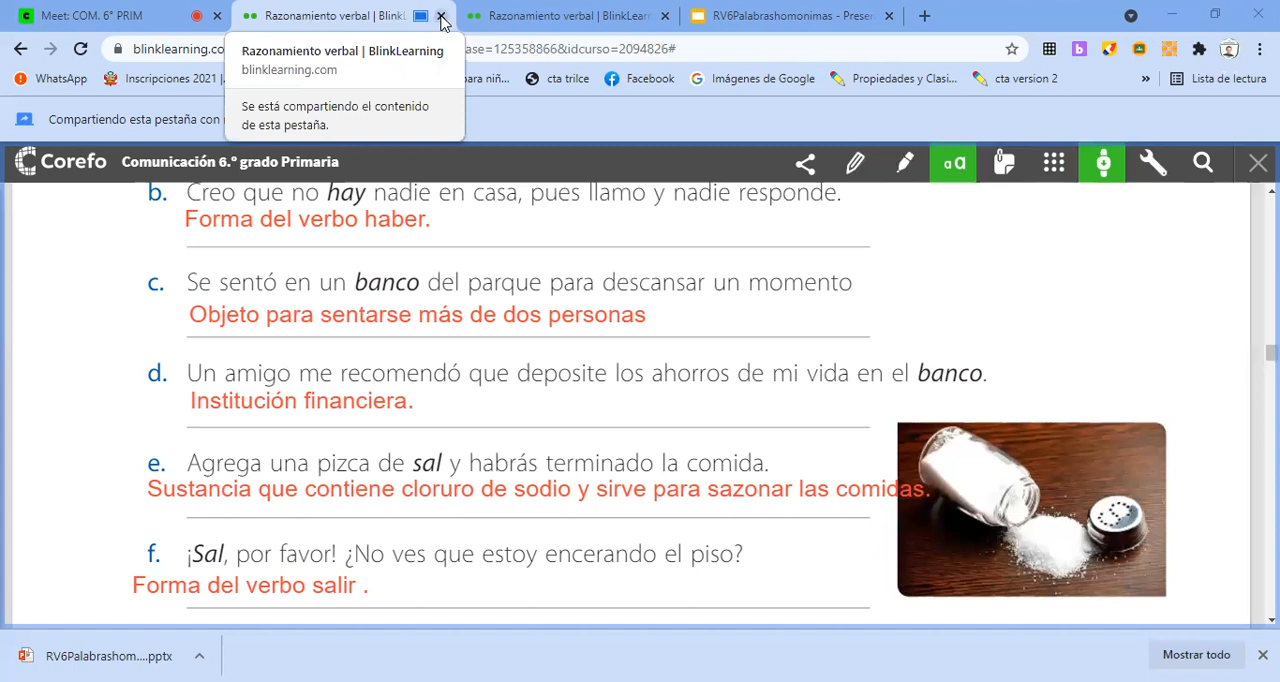 Meet: COM. 6° PRIM
Razonamiento verbal | BlinkL
Razonamiento verbal | BlinkLear
RV6Palabrashomonimas - Presen
blinklearning.co
ase=125358866&idcurso=2094826#
Razonamiento verbal | BlinkLearning
blinklearning.com
Se está compartiendo el contenido
de esta pestaña.
WhatsApp
Inscripciones 2021 |
para niñ...
cta trilce
Facebook
Imágenes de Google
Propiedades y Clasi...
cta version 2
»
Lista de lectura
Compartiendo esta pestaña con
Corefo
Comunicación 6.º grado Primaria
aA
b. Creo que no hay nadie en casa, pues llamo y nadie responde.
Forma del verbo haber.
c. Se sentó en un banco del parque para descansar un momento
Objeto para sentarse más de dos personas
d. Un amigo me recomendó que deposite los ahorros de mi vida en el banco.
Institución financiera.
e. Agrega una pizca de sal y habrás terminado la comida.
Sustancia que contiene cloruro de sodio y sirve para sazonar las comidas.
f. ¡Sal, por favor! ¿No ves que estoy encerando el piso?
Forma del verbo salir .
RV6Palabrashom....pptx
Mostrar todo